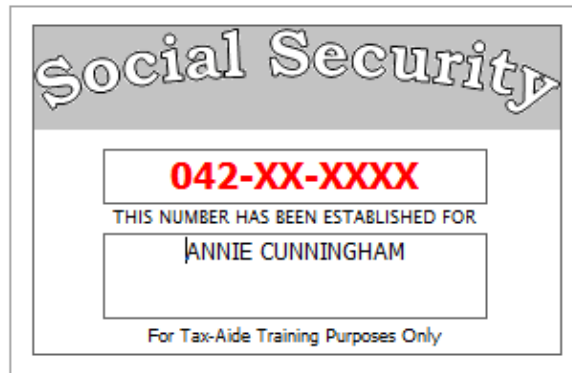 Social Security
042-XX-XXXX
THIS NUMBER HAS BEEN ESTABLISHED FOR
ANNIE CUNNINGHAM
For Tax-Aide Training Purposes Only